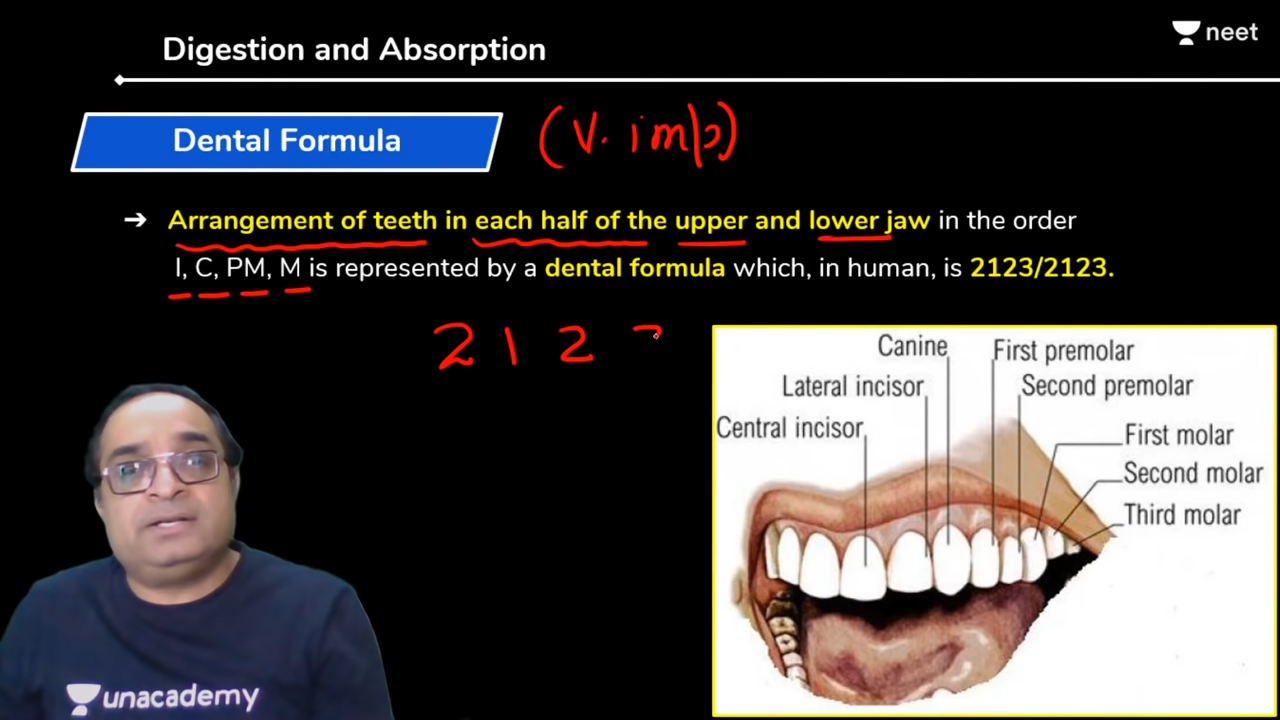 Digestion and Absorption
neet
Dental Formula
(V. imp)
➔ Arrangement of teeth in each half of the upper and lower jaw in the order
I, C, PM, M is represented by a dental formula which, in human, is 2123/2123.
2 1 2
Canine
First premolar
Lateral incisor
Second premolar
Central incisor
First molar
Second molar
Third molar
unacademy